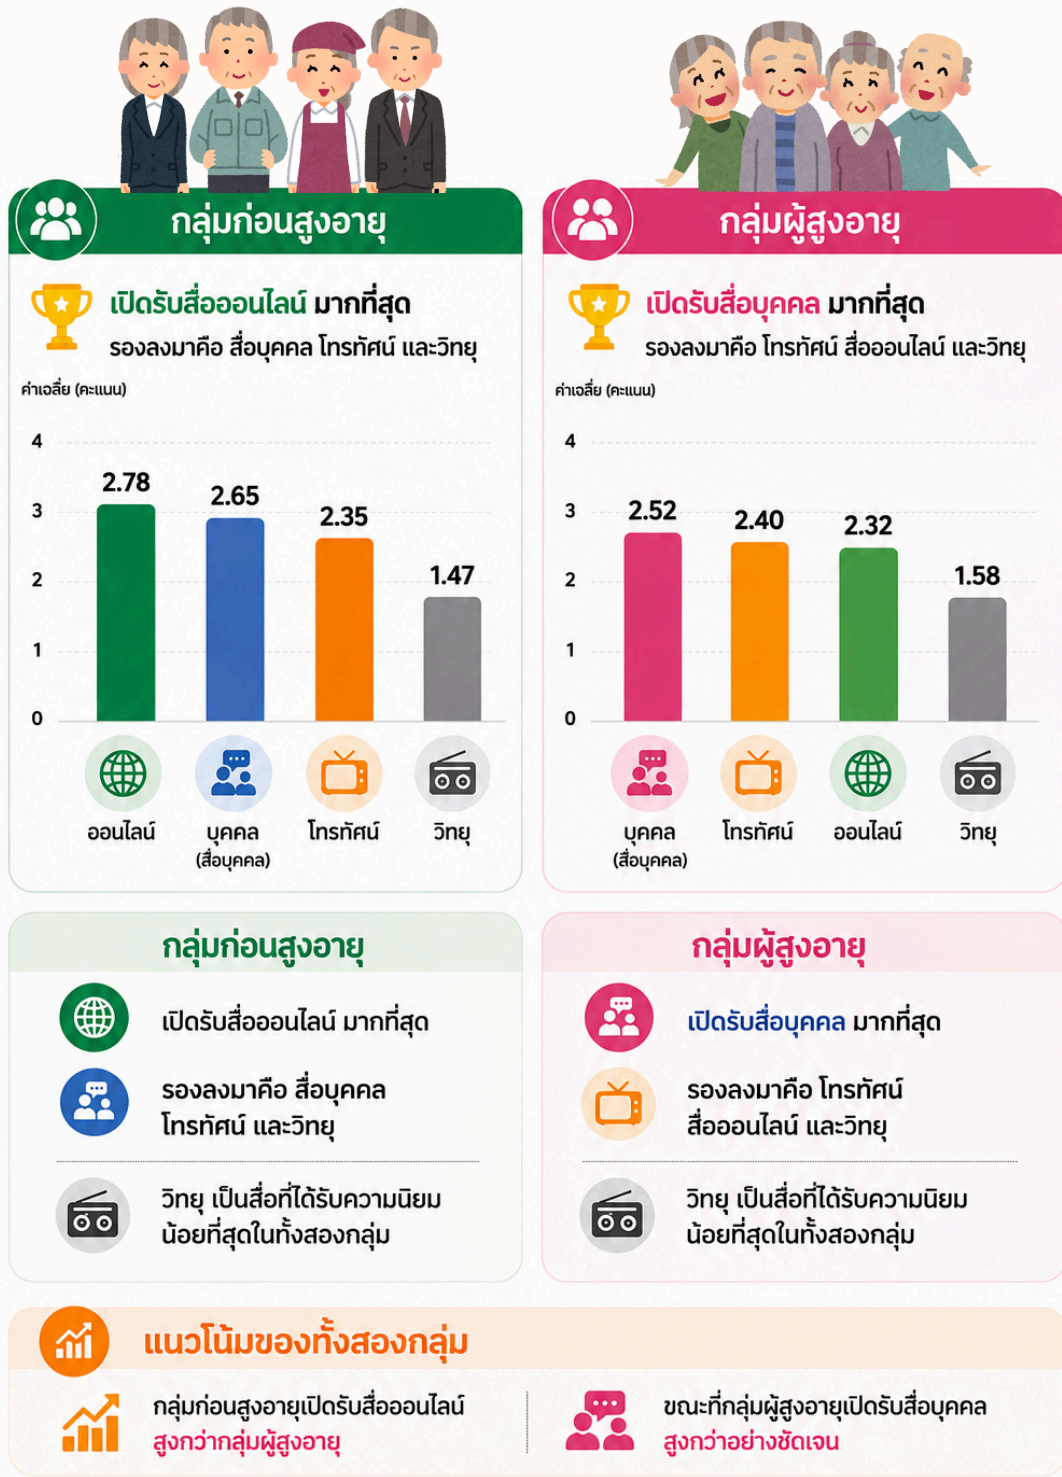 กลุ่มก่อนสูงอายุ
เปิดรับสื่อออนไลน์ มากที่สุด
รองลงมาคือ สื่อบุคคล โทรทัศน์ และวิทยุ
ค่าเฉลี่ย (คะแนน)
4
3
2
1
0
2.78
2.65
2.35
1.47
ออนไลน์
บุคคล
(สื่อบุคคล)
โทรทัศน์
วิทยุ
กลุ่มผู้สูงอายุ
เปิดรับสื่อบุคคล มากที่สุด
รองลงมาคือ โทรทัศน์ สื่อออนไลน์ และวิทยุ
ค่าเฉลี่ย (คะแนน)
4
3
2
1
0
2.52
2.40
2.32
1.58
บุคคล
(สื่อบุคคล)
โทรทัศน์
ออนไลน์
วิทยุ
กลุ่มก่อนสูงอายุ
เปิดรับสื่อออนไลน์ มากที่สุด
รองลงมาคือ สื่อบุคคล
โทรทัศน์ และวิทยุ
วิทยุ เป็นสื่อที่ได้รับความนิยม
น้อยที่สุดในทั้งสองกลุ่ม
กลุ่มผู้สูงอายุ
เปิดรับสื่อบุคคล มากที่สุด
รองลงมาคือ โทรทัศน์
สื่อออนไลน์ และวิทยุ
วิทยุ เป็นสื่อที่ได้รับความนิยม
น้อยที่สุดในทั้งสองกลุ่ม
แนวโน้มของทั้งสองกลุ่ม
กลุ่มก่อนสูงอายุเปิดรับสื่อออนไลน์
สูงกว่ากลุ่มผู้สูงอายุ
ขณะที่กลุ่มผู้สูงอายุเปิดรับสื่อบุคคล
สูงกว่าอย่างชัดเจน